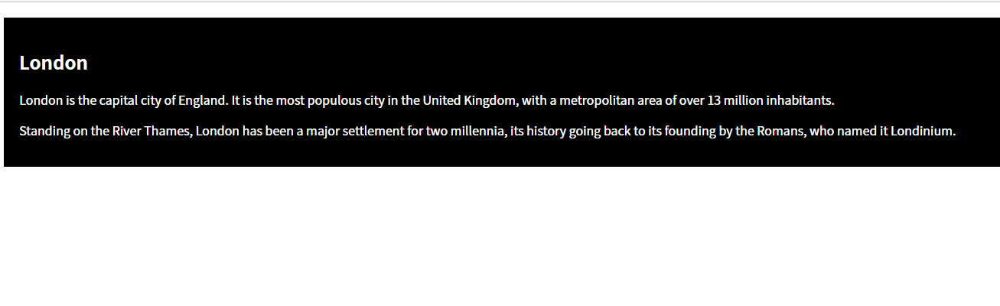 London
London is the capital city of England. It is the most populous city in the United Kingdom, with a metropolitan area of over 13 million inhabitants.
Standing on the River Thames, London has been a major settlement for two millennia, its history going back to its founding by the Romans, who named it Londinium.